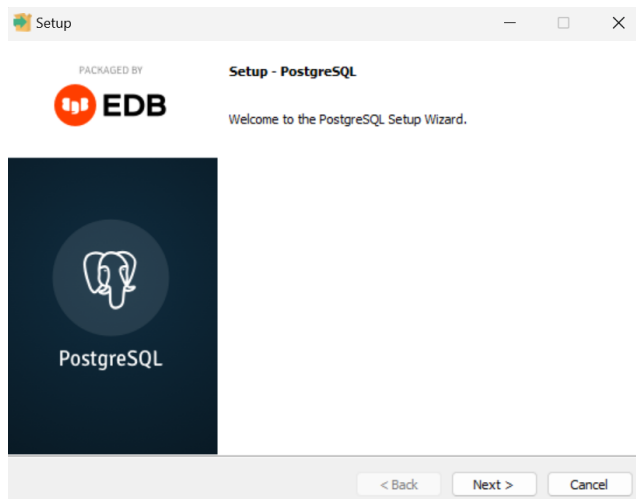 Setup
PACKAGED BY
EDB
Setup - PostgreSQL
Welcome to the PostgreSQL Setup Wizard.
PostgreSQL
< Back
Next >
Cancel